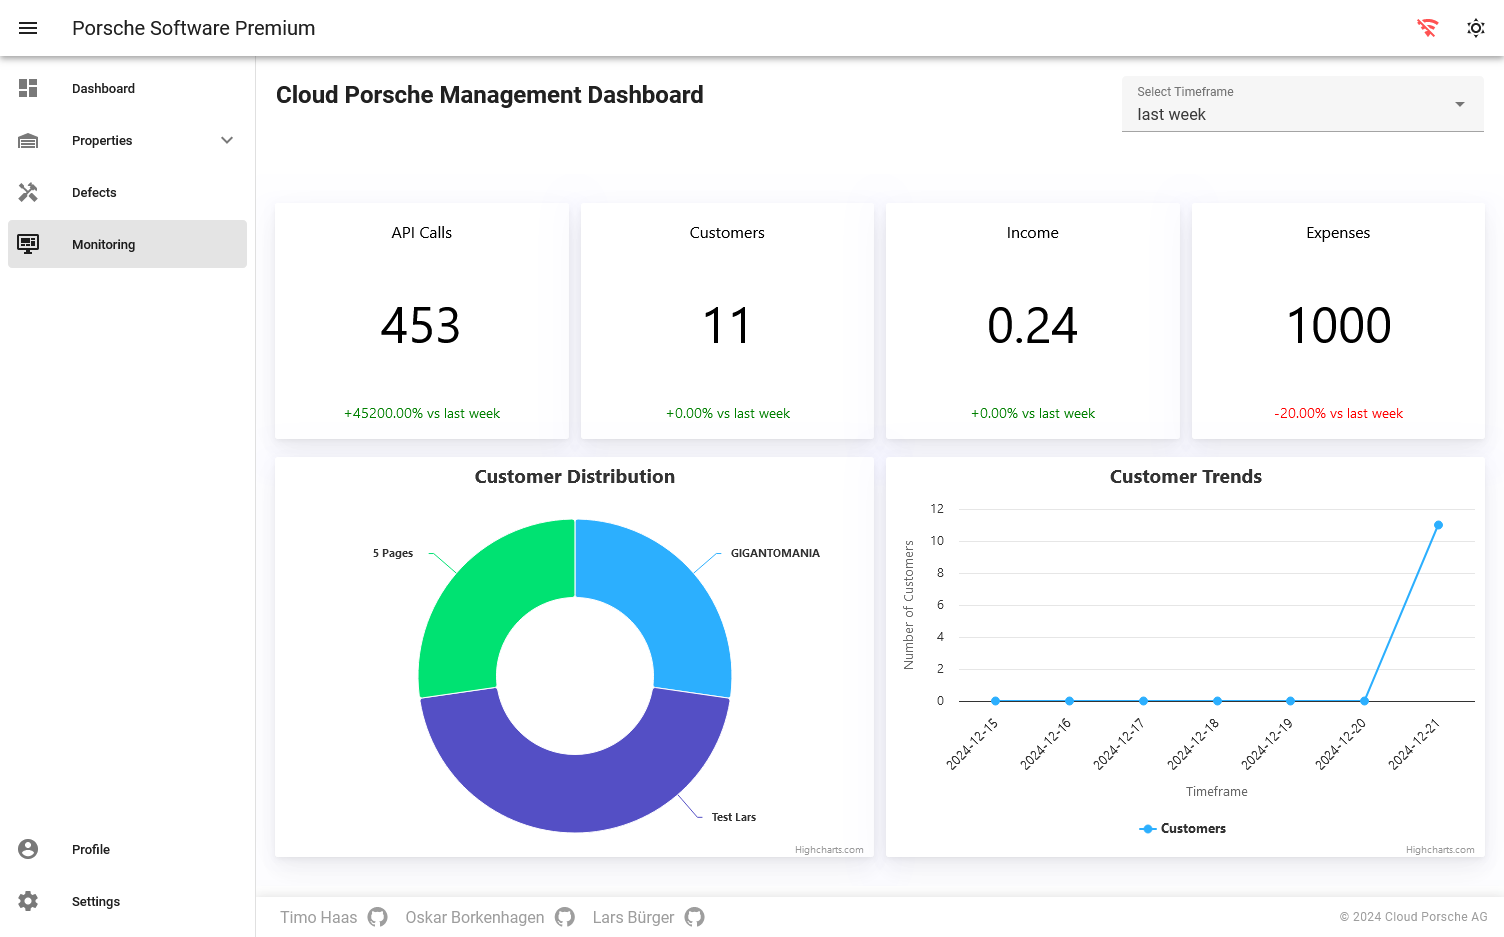 Porsche Software Premium
Dashboard
Properties
Defects
Monitoring
Profile
Settings
Cloud Porsche Management Dashboard
Select Timeframe
last week
API Calls
453
+45200.00% vs last week
Customers
11
+0.00% vs last week
Income
0.24
+0.00% vs last week
Expenses
1000
-20.00% vs last week
Customer Distribution
5 Pages
GIGANTOMANIA
Test Lars
Highcharts.com
Customer Trends
Number of Customers
12
10
8
6
4
2
0
2024-12-15
2024-12-16
2024-12-17
2024-12-18
2024-12-19
2024-12-20
2024-12-21
Timeframe
Customers
Highcharts.com
Timo Haas Oskar Borkenhagen Lars Bürger
© 2024 Cloud Porsche AG